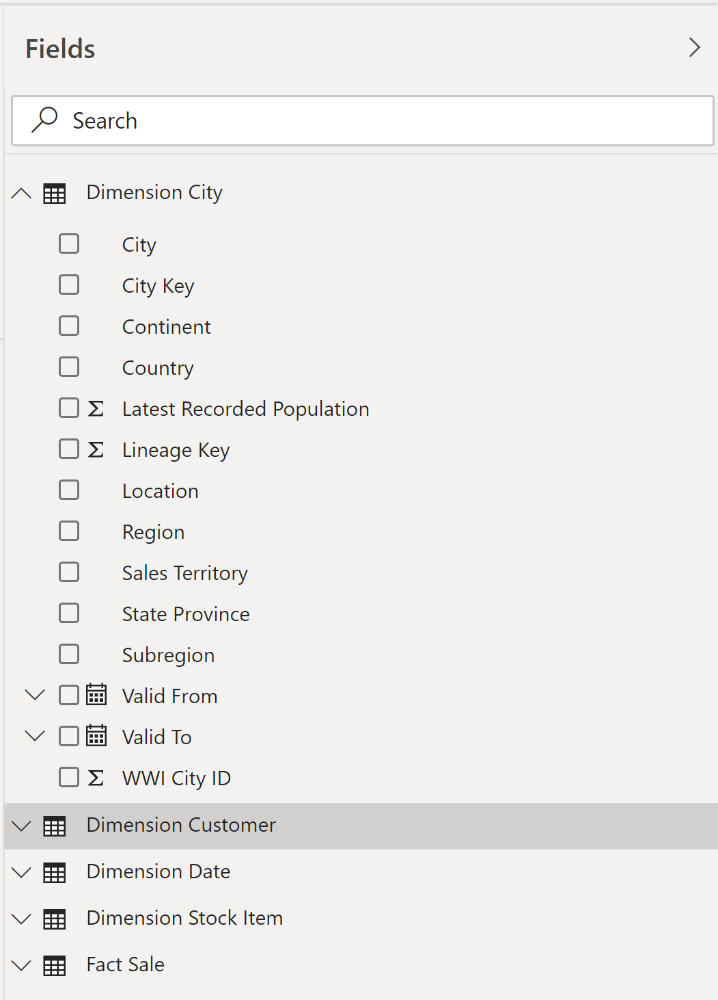 Fields
Search
Dimension City
City
City Key
Continent
Country
Latest Recorded Population
Lineage Key
Location
Region
Sales Territory
State Province
Subregion
Valid From
Valid To
WWI City ID
Dimension Customer
Dimension Date
Dimension Stock Item
Fact Sale